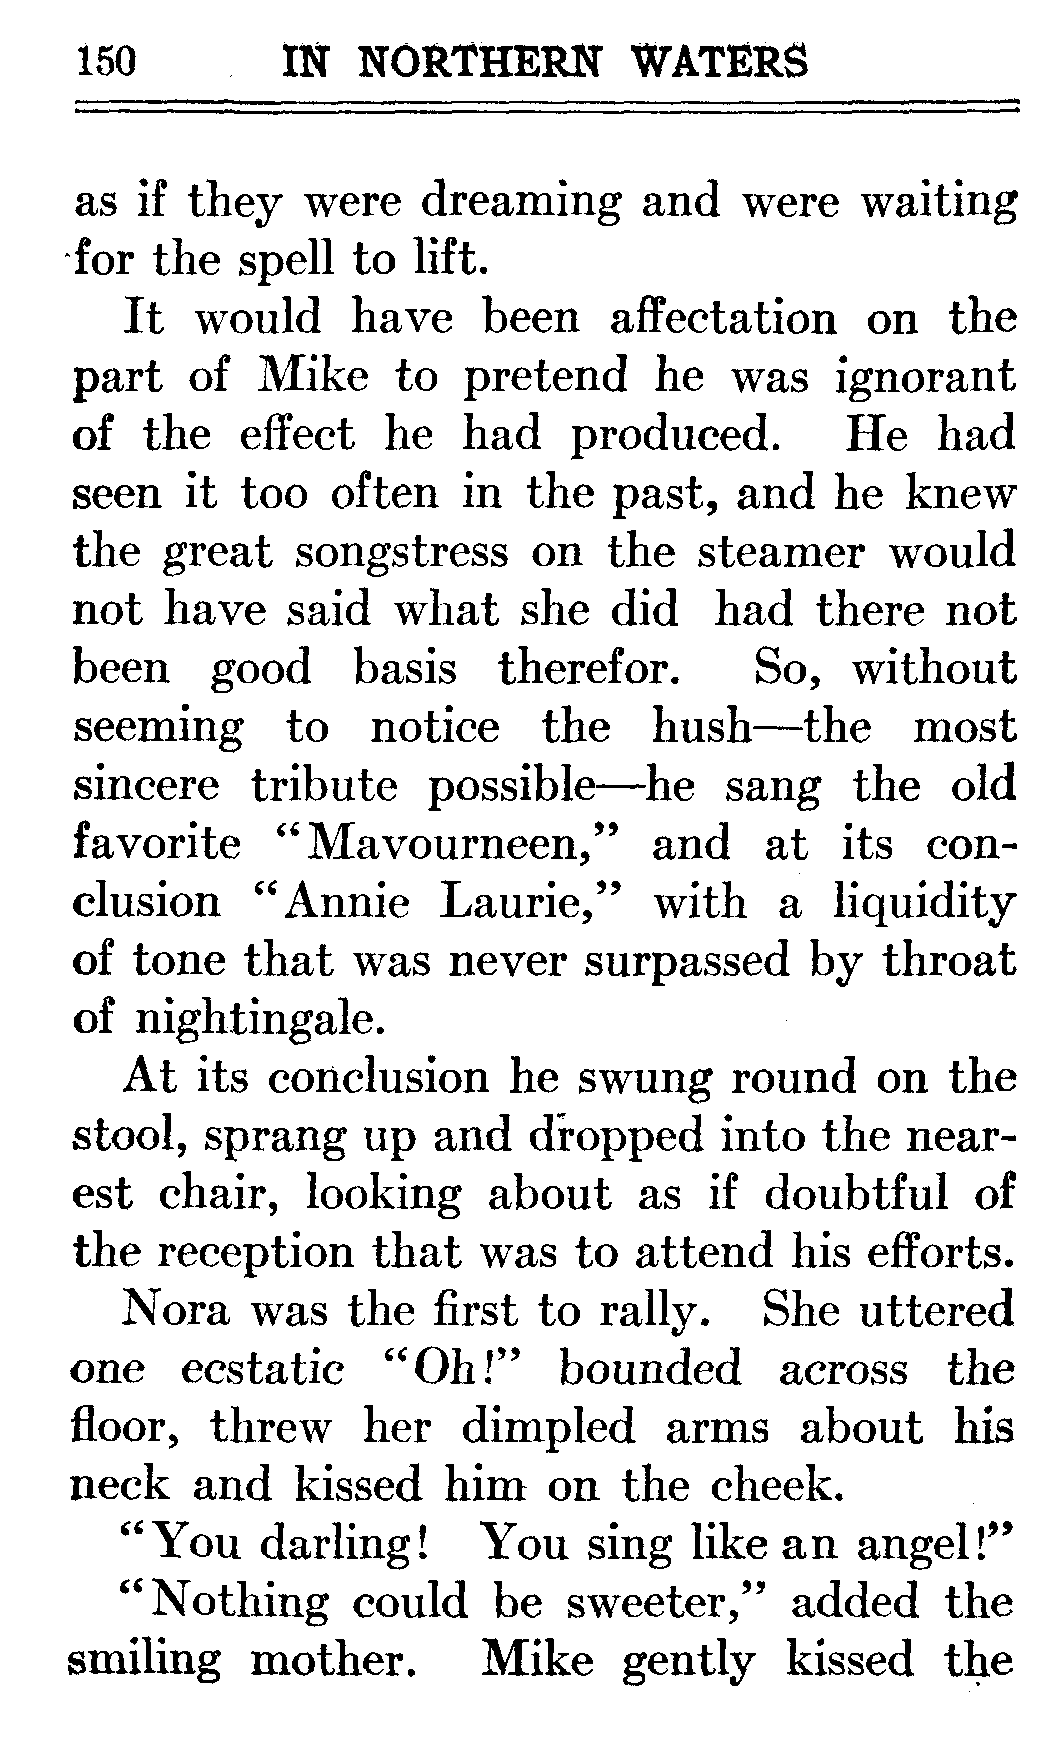 150 IN NORTHERN WATERS
as if they were dreaming and were waiting
for the spell to lift.
It would have been affectation on the
part of Mike to pretend he was ignorant
of the effect he had produced. He had
seen it too often in the past, and he knew
the great songstress on the steamer would
not have said what she did had there not
been good basis therefor. So, without
seeming to notice the hush—the most
sincere tribute possible—he sang the old
favorite "Mavourneen," and at its con-
clusion "Annie Laurie," with a liquidity
of tone that was never surpassed by throat
of nightingale.
At its conclusion he swung round on the
stool, sprang up and dropped into the near-
est chair, looking about as if doubtful of
the reception that was to attend his efforts.
Nora was the first to rally. She uttered
one ecstatic "Oh!" bounded across the
floor, threw her dimpled arms about his
neck and kissed him on the cheek.
"You darling! You sing like an angel!"
"Nothing could be sweeter," added the
smiling mother. Mike gently kissed the